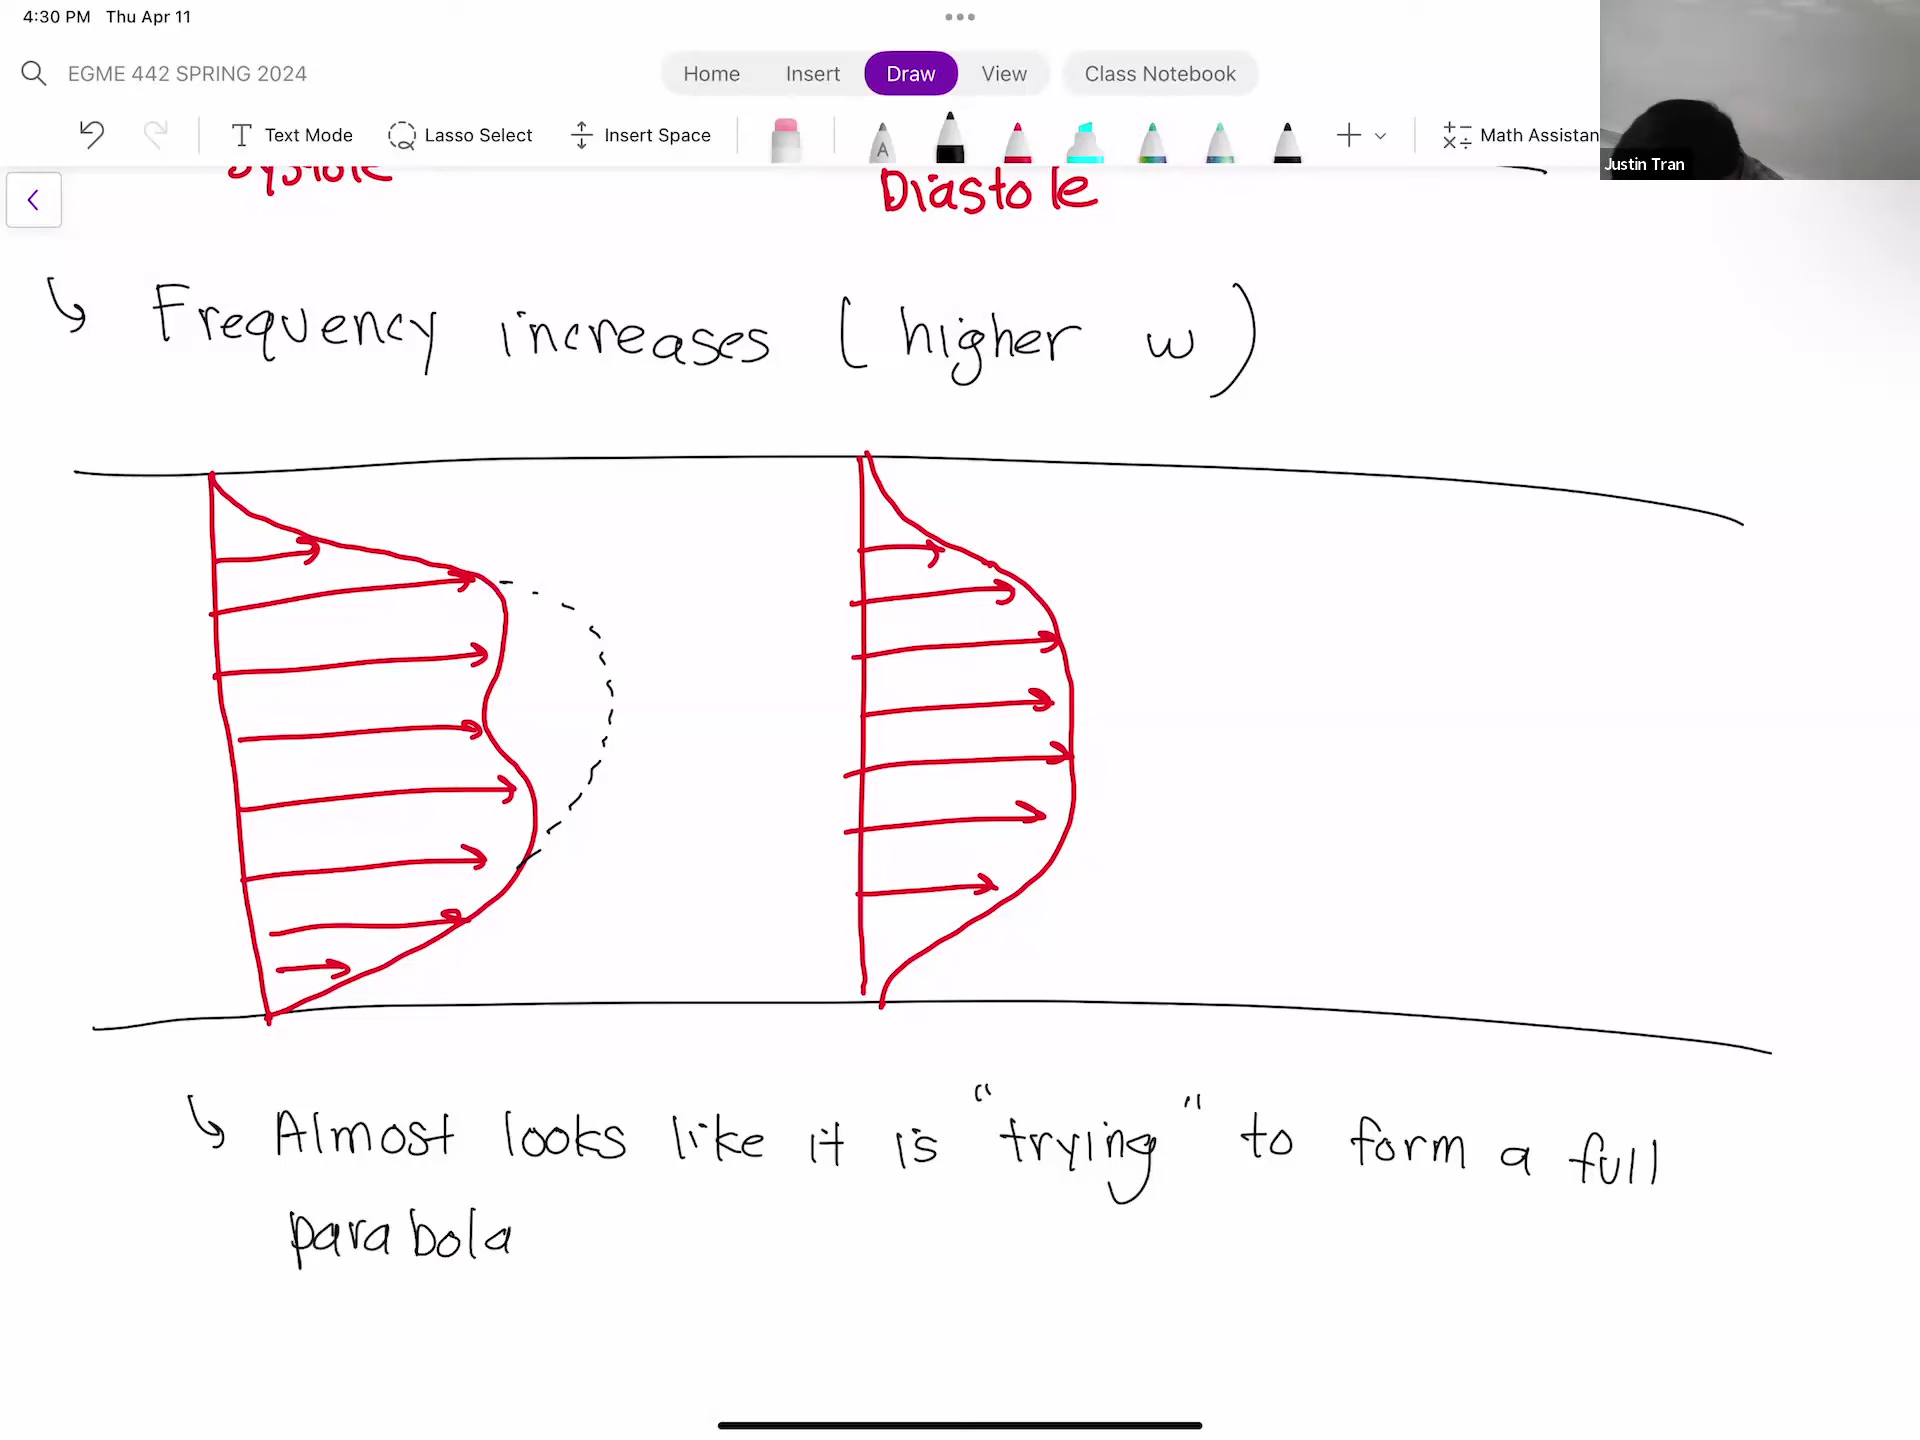 4:30 PM Thu Apr 11
EGME 442 SPRING 2024
Home Insert Draw View Class Notebook
Text Mode Lasso Select Insert Space A Math Assistan
Justin Tran
Diastole
Frequency increases (higher w)
Almost looks like it is "trying" to form a full
parabola